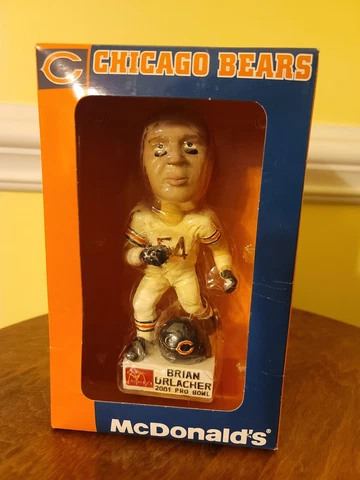 C CHICAGO BEARS
54
C
BRIAN
URLACHER
2001 PRO BOWL
McDonald's®